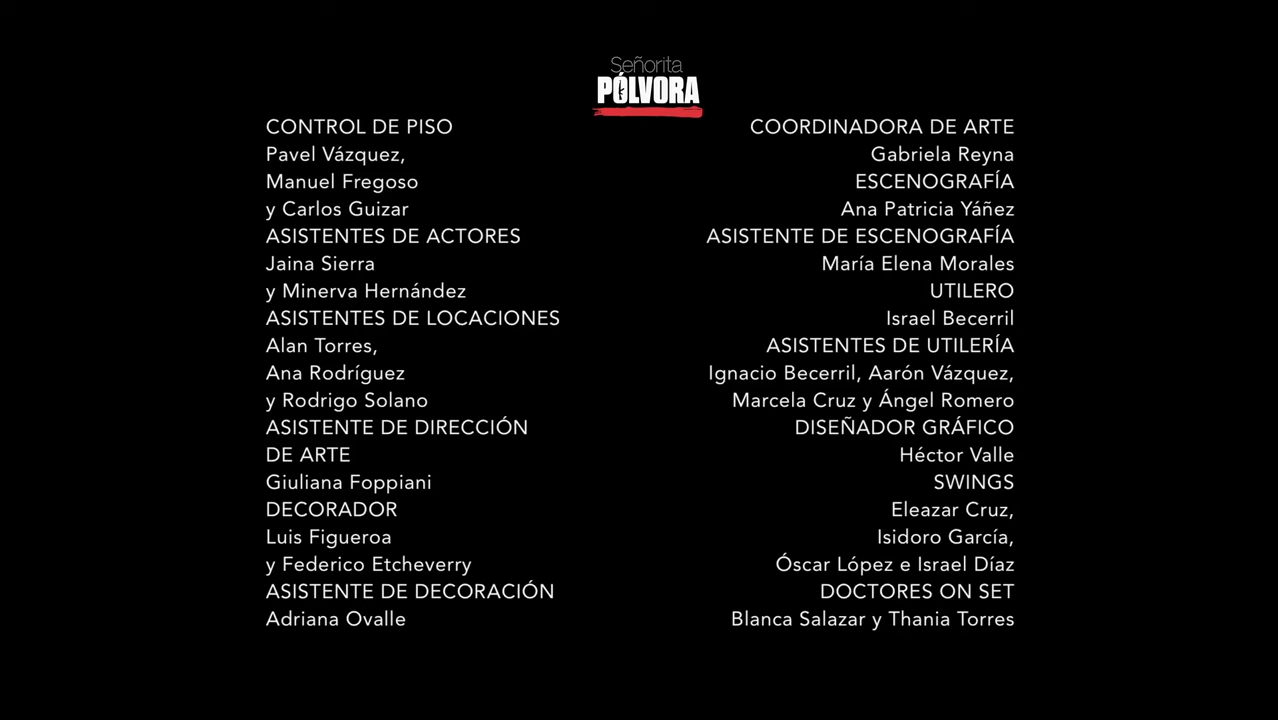 Señorita
PÓLVORA
CONTROL DE PISO
Pavel Vázquez,
Manuel Fregoso
y Carlos Guizar
ASISTENTES DE ACTORES
Jaina Sierra
y Minerva Hernández
ASISTENTES DE LOCACIONES
Alan Torres,
Ana Rodríguez
y Rodrigo Solano
ASISTENTE DE DIRECCIÓN
DE ARTE
Giuliana Foppiani
DECORADOR
Luis Figueroa
y Federico Etcheverry
ASISTENTE DE DECORACIÓN
Adriana Ovalle
COORDINADORA DE ARTE
Gabriela Reyna
ESCENOGRAFÍA
Ana Patricia Yáñez
ASISTENTE DE ESCENOGRAFÍA
María Elena Morales
UTILERO
Israel Becerril
ASISTENTES DE UTILERÍA
Ignacio Becerril, Aarón Vázquez,
Marcela Cruz y Ángel Romero
DISEÑADOR GRÁFICO
Héctor Valle
SWINGS
Eleazar Cruz,
Isidoro García,
Óscar López e Israel Díaz
DOCTORES ON SET
Blanca Salazar y Thania Torres